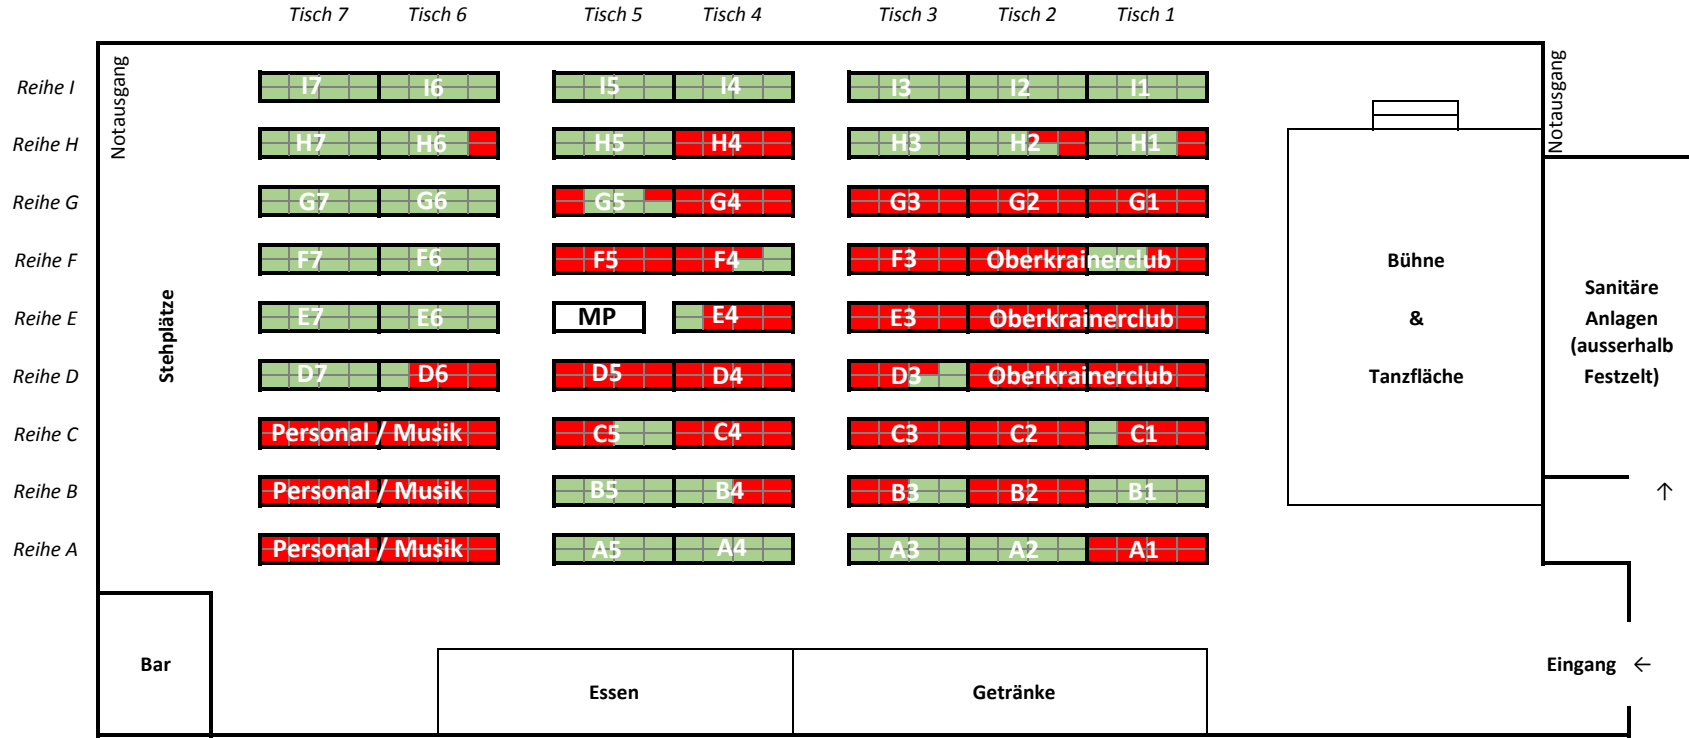 Tisch 7 Tisch 6 Tisch 5 Tisch 4 Tisch 3 Tisch 2 Tisch 1
Notausgang
Notausgang
Reihe I I7 I6 I5 I4 I3 I2 I1
Reihe H H7 H6 H5 H4 H3 H2 H1
Reihe G G7 G6 G5 G4 G3 G2 G1
Reihe F F7 F6 F5 F4 F3 Oberkrainerclub
Reihe E E7 E6 MP E4 E3 Oberkrainerclub
Reihe D D7 D6 D5 D4 D3 Oberkrainerclub
Reihe C Personal / Musik C5 C4 C3 C2 C1
Reihe B Personal / Musik B5 B4 B3 B2 B1
Reihe A Personal / Musik A5 A4 A3 A2 A1
Stehplätze
Bühne
&
Tanzfläche
Sanitäre
Anlagen
(ausserhalb
Festzelt)
↑
Bar
Essen
Getränke
Eingang ←